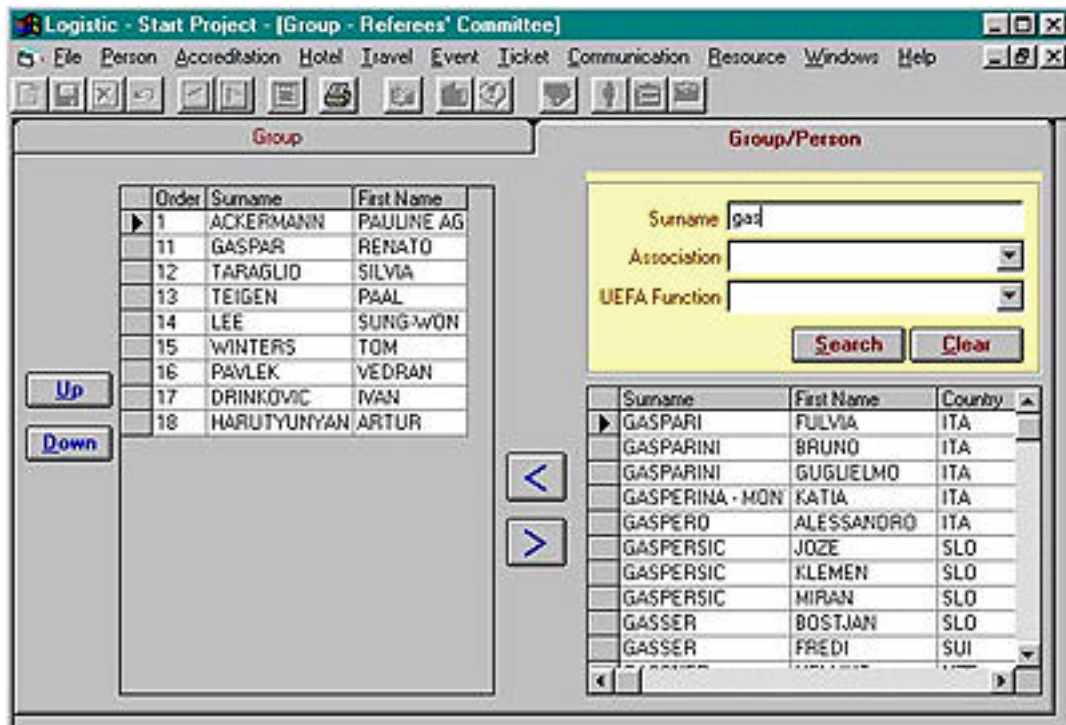 Logistic - Start Project - [Group - Referees' Committee]
File Person Accreditation Hotel Travel Event Ticket Communication Resource Windows Help
Group
Group/Person
Order Surname First Name
1 ACKERMANN PAULINE AG
11 GASPAR RENATO
12 TARAGLIO SILVIA
13 TEIGEN PAAL
14 LEE SUNG-WON
15 WINTERS TOM
16 PAVLEK VEDRAN
17 DRINKOVIC IVAN
18 HARUTYUNYAN ARTUR
Up
Down
<
>
Surname gas
Association
UEFA Function
Search Clear
Surname First Name Country
GASPARI FULVIA ITA
GASPARINI BRUNO ITA
GASPARINI GUGLIELMO ITA
GASPERINA - MON KATIA ITA
GASPERO ALESSANDRO ITA
GASPERSIC JOZE SLO
GASPERSIC KLEMEN SLO
GASPERSIC MIRAN SLO
GASSER BOSTJAN SLO
GASSER FREDI SUI